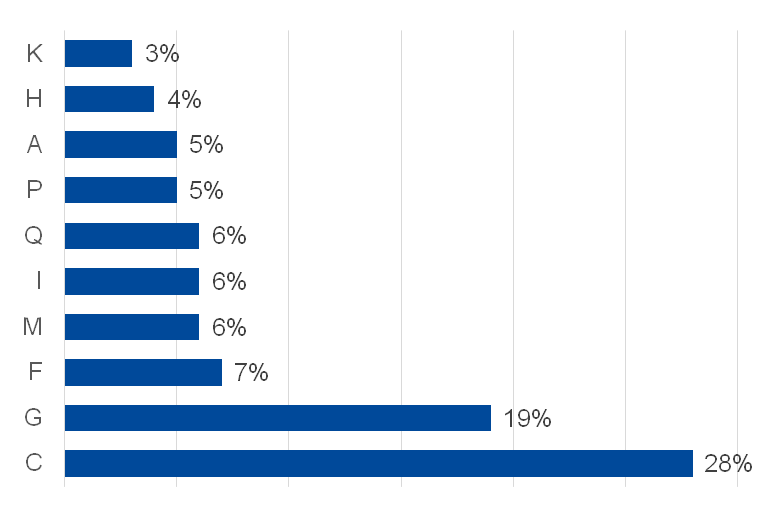 K 3%
H 4%
A 5%
P 5%
Q 6%
I 6%
M 6%
F 7%
G 19%
C 28%